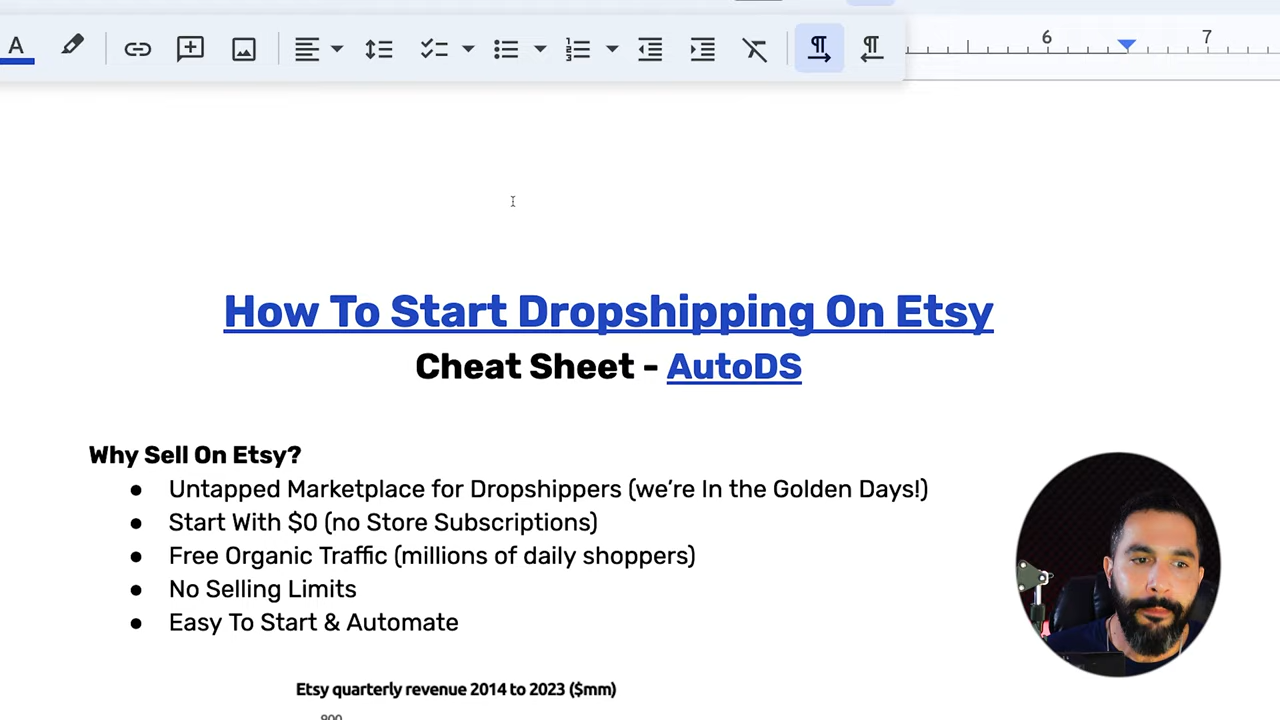 A
6
7
How To Start Dropshipping On Etsy
Cheat Sheet - AutoDS
Why Sell On Etsy?
● Untapped Marketplace for Dropshippers (we're In the Golden Days!)
● Start With $0 (no Store Subscriptions)
● Free Organic Traffic (millions of daily shoppers)
● No Selling Limits
● Easy To Start & Automate
Etsy quarterly revenue 2014 to 2023 ($mm)
900